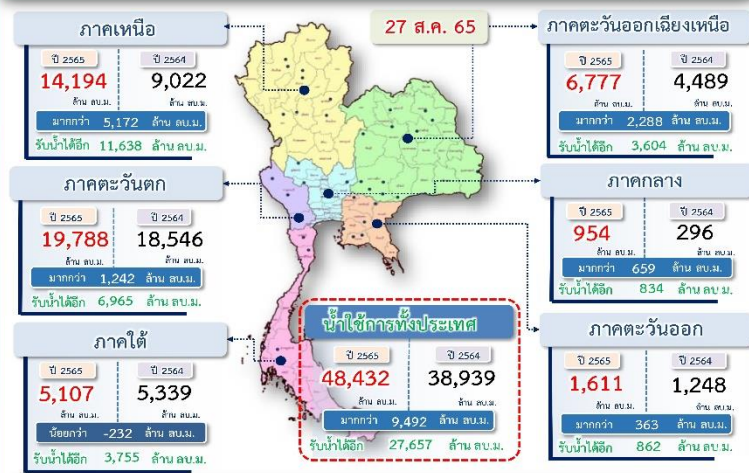 27 ส.ค. 65
ภาคเหนือ
ปี 2565 ปี 2564
14,194 9,022
ล้าน ลบ.ม. ล้าน ลบ.ม.
มากกว่า 5,172 ล้าน ลบ.ม.
รับน้ำได้อีก 11,638 ล้าน ลบ.ม.
ภาคตะวันออกเฉียงเหนือ
ปี 2565 ปี 2564
6,777 4,489
ล้าน ลบ.ม. ล้าน ลบ.ม.
มากกว่า 2,288 ล้าน ลบ.ม.
รับน้ำได้อีก 3,604 ล้าน ลบ.ม.
ภาคตะวันตก
ปี 2565 ปี 2564
19,788 18,546
ล้าน ลบ.ม. ล้าน ลบ.ม.
มากกว่า 1,242 ล้าน ลบ.ม.
รับน้ำได้อีก 6,965 ล้าน ลบ.ม.
ภาคกลาง
ปี 2565 ปี 2564
954 296
ล้าน ลบ.ม. ล้าน ลบ.ม.
มากกว่า 659 ล้าน ลบ.ม.
รับน้ำได้อีก 834 ล้าน ลบ.ม.
ภาคใต้
ปี 2565 ปี 2564
5,107 5,339
ล้าน ลบ.ม. ล้าน ลบ.ม.
น้อยกว่า -232 ล้าน ลบ.ม.
รับน้ำได้อีก 3,755 ล้าน ลบ.ม.
น้ำใช้การทั้งประเทศ
ปี 2565 ปี 2564
48,432 38,939
ล้าน ลบ.ม. ล้าน ลบ.ม.
มากกว่า 9,492 ล้าน ลบ.ม.
รับน้ำได้อีก 27,657 ล้าน ลบ.ม.
ภาคตะวันออก
ปี 2565 ปี 2564
1,611 1,248
ล้าน ลบ.ม. ล้าน ลบ.ม.
มากกว่า 363 ล้าน ลบ.ม.
รับน้ำได้อีก 862 ล้าน ลบ.ม.